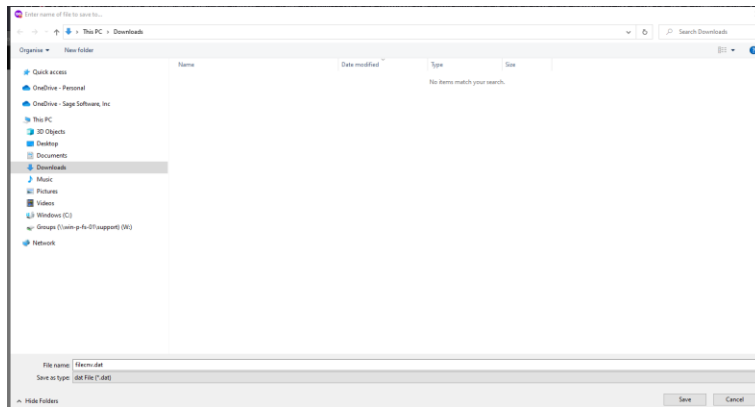 Enter name of file to save to...
This PC > Downloads
Search Downloads
Organise
New folder
Name
Date modified
Type
Size
No items match your search.
Quick access
OneDrive - Personal
OneDrive - Sage Software, Inc
This PC
3D Objects
Desktop
Documents
Downloads
Music
Pictures
Videos
Windows (C:)
Groups (\\win-p-fs-01\support) (W:)
Network
File name: filecnv.dat
Save as type: dat File (*.dat)
Hide Folders
Save
Cancel